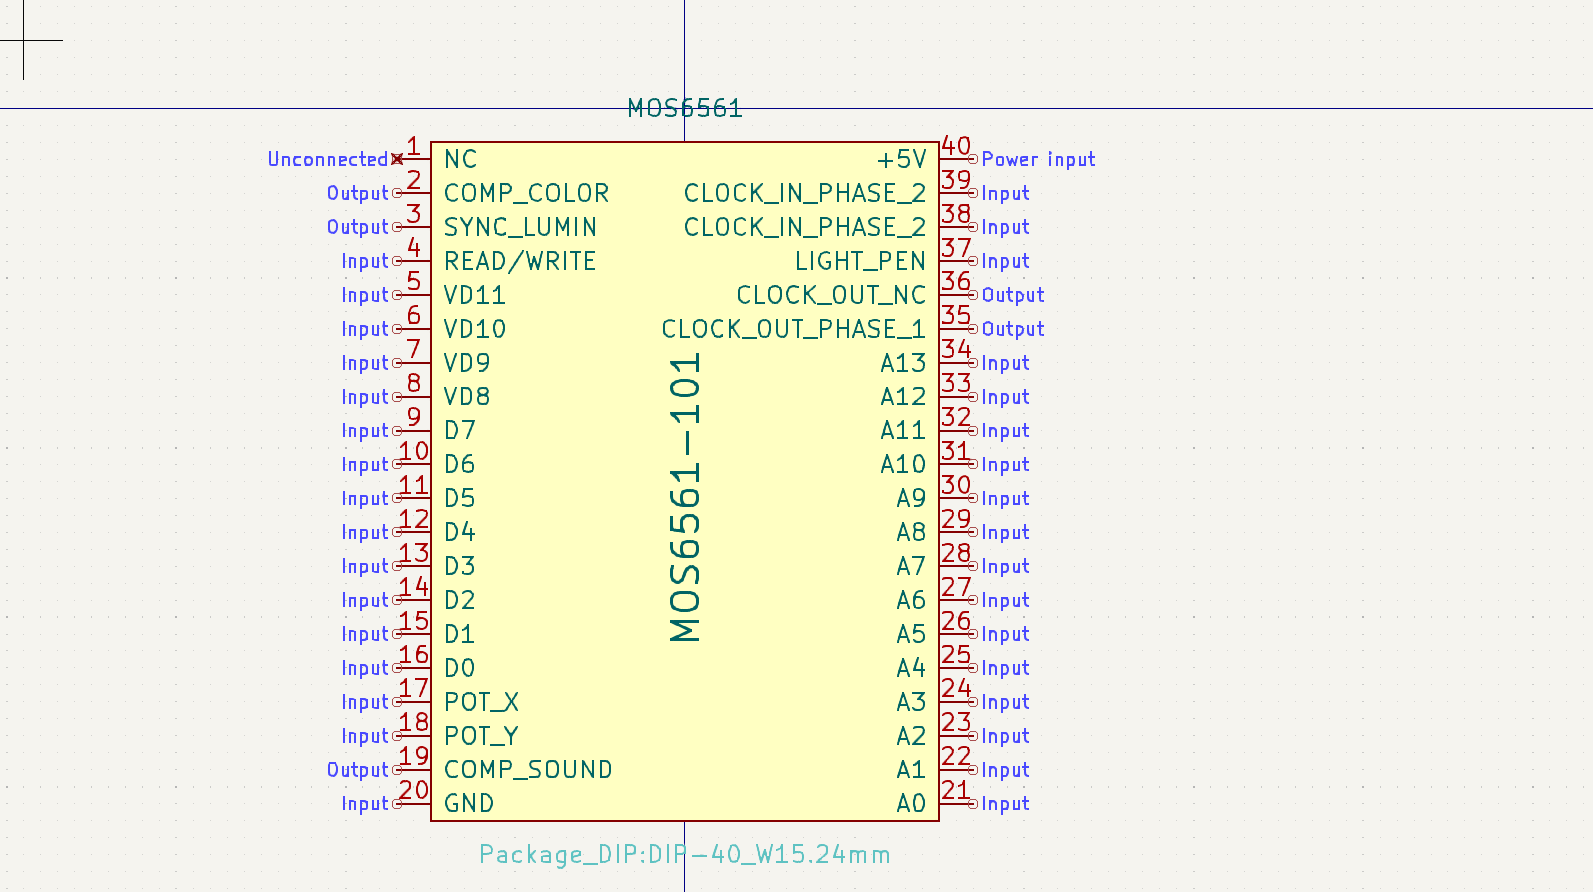 MOS6561
Unconnected 1 NC +5V 40 Power input
Output 2 COMP_COLOR CLOCK_IN_PHASE_2 39 Input
Output 3 SYNC_LUMIN CLOCK_IN_PHASE_2 38 Input
Input 4 READ/WRITE LIGHT_PEN 37 Input
Input 5 VD11 CLOCK_OUT_NC 36 Output
Input 6 VD10 CLOCK_OUT_PHASE_1 35 Output
Input 7 VD9 A13 34 Input
Input 8 VD8 A12 33 Input
Input 9 D7 A11 32 Input
Input 10 D6 A10 31 Input
Input 11 D5 A9 30 Input
Input 12 D4 A8 29 Input
Input 13 D3 A7 28 Input
Input 14 D2 A6 27 Input
Input 15 D1 A5 26 Input
Input 16 D0 A4 25 Input
Input 17 POT_X A3 24 Input
Input 18 POT_Y A2 23 Input
Output 19 COMP_SOUND A1 22 Input
Input 20 GND A0 21 Input
MOS6561-101
Package_DIP:DIP-40_W15.24mm